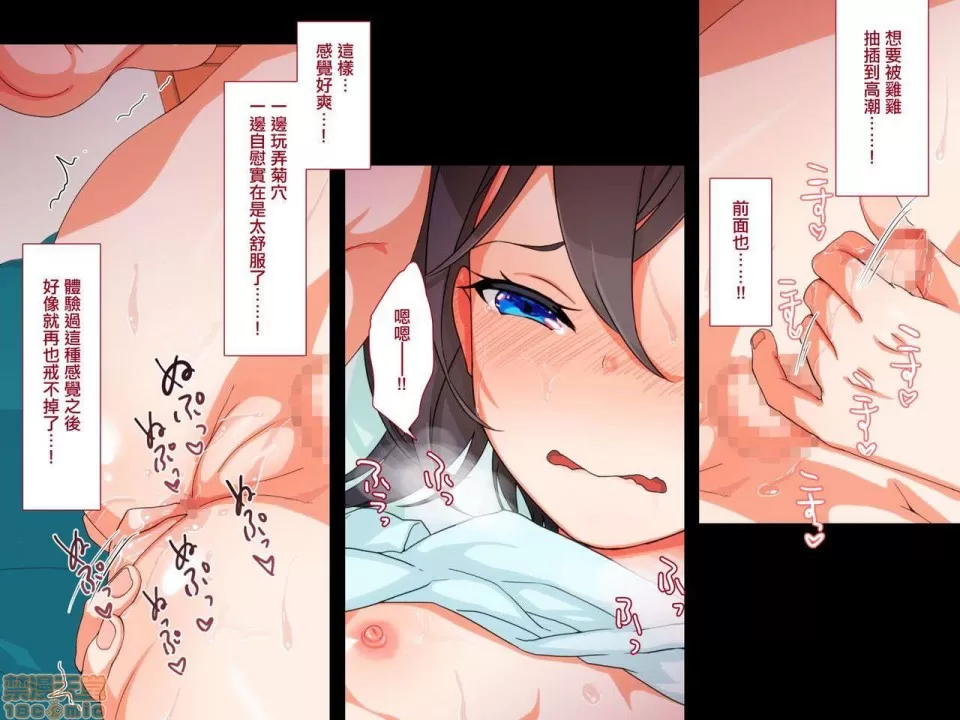 想要被雞雞
抽插到高潮……！
前面也……!!
こすっ
こすっ
こすっ
こすっ
嗯嗯——!!
ふぅっ
ふぅっ
ふっ
ふっ
這樣…
感覺好爽…！
一邊玩弄菊穴
一邊自慰實在是太舒服了……！
體驗過這種感覺之後
好像就再也戒不掉了…！
ぬぷっ
ぬぷっ
ぬぷっ
ぬぷっ
ぬぷっ
禁漫天堂
18comic